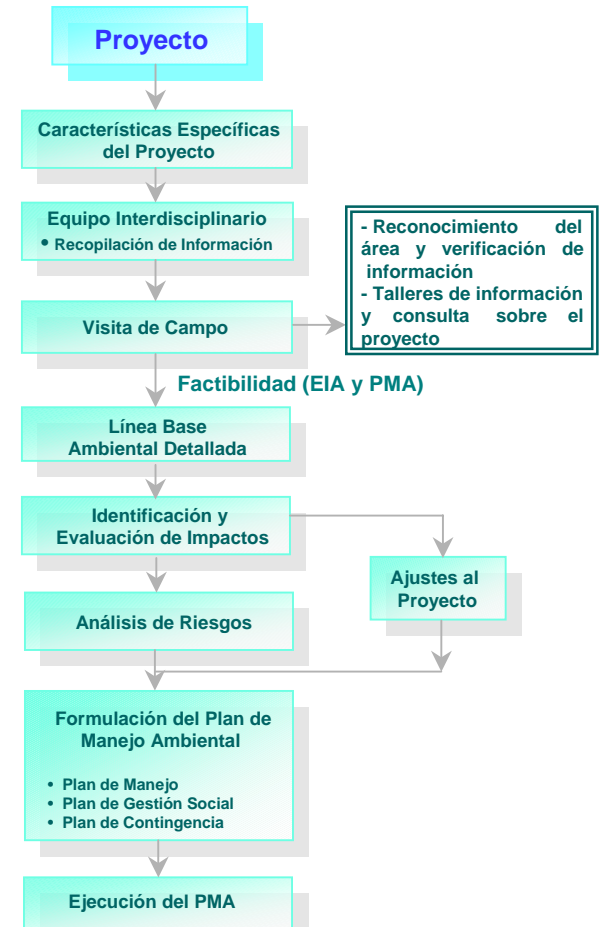 Proyecto
Características Específicas
del Proyecto
Equipo Interdisciplinario
• Recopilación de Información
- Reconocimiento del
área y verificación de
información
- Talleres de información
y consulta sobre el
proyecto
Visita de Campo
Factibilidad (EIA y PMA)
Línea Base
Ambiental Detallada
Identificación y
Evaluación de Impactos
Ajustes al
Proyecto
Análisis de Riesgos
Formulación del Plan de
Manejo Ambiental
• Plan de Manejo
• Plan de Gestión Social
• Plan de Contingencia
Ejecución del PMA